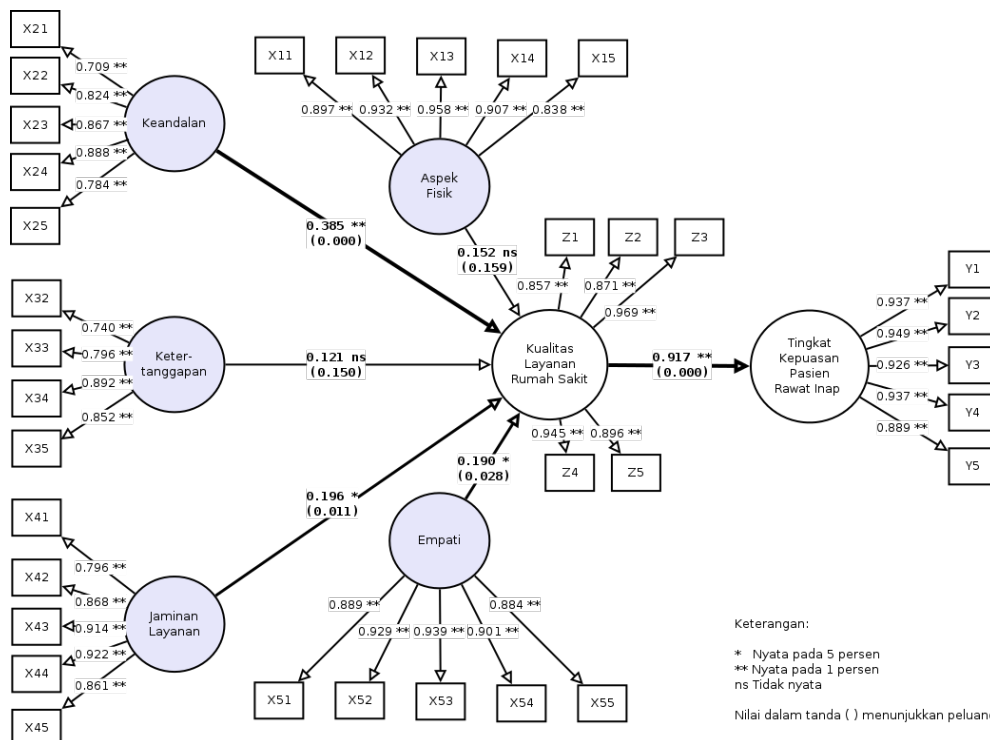 X21
X22
X23
X24
X25
0.709 **
0.824 **
0.867 **
0.888 **
0.784 **
Keandalan
X11
X12
X13
X14
X15
0.897 **
0.932 **
0.958 **
0.907 **
0.838 **
Aspek
Fisik
0.385 **
(0.000)
0.152 ns
(0.159)
Z1
Z2
Z3
0.857 **
0.871 **
0.969 **
X32
X33
X34
X35
0.740 **
0.796 **
0.892 **
0.852 **
Keter-
tanggapan
0.121 ns
(0.150)
Kualitas
Layanan
Rumah Sakit
0.917 **
(0.000)
Tingkat
Kepuasan
Pasien
Rawat Inap
0.937 **
0.949 **
0.926 **
0.937 **
0.889 **
Y1
Y2
Y3
Y4
Y5
0.945 **
0.896 **
Z4
Z5
0.196 *
(0.011)
0.190 *
(0.028)
X41
X42
X43
X44
X45
0.796 **
0.868 **
0.914 **
0.922 **
0.861 **
Jaminan
Layanan
Empati
0.889 **
0.929 **
0.939 **
0.901 **
0.884 **
X51
X52
X53
X54
X55
Keterangan:
* Nyata pada 5 persen
** Nyata pada 1 persen
ns Tidak nyata
Nilai dalam tanda ( ) menunjukkan peluang